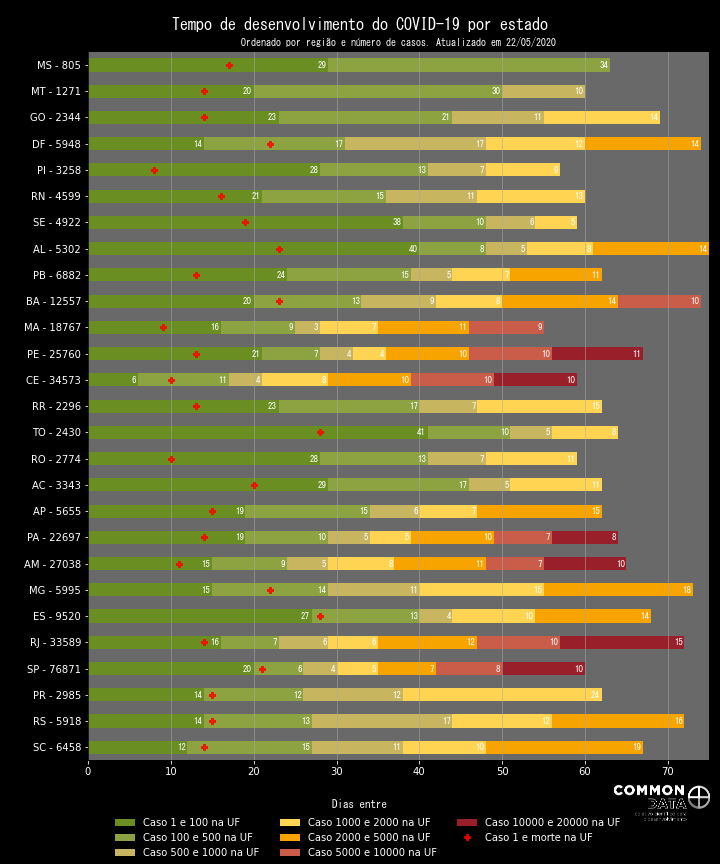 Tempo de desenvolvimento do COVID-19 por estado
Ordenado por região e número de casos. Atualizado em 22/05/2020
MS - 805 29 34
MT - 1271 20 30 10
GO - 2344 23 21 11 14
DF - 5948 14 17 17 12 14
PI - 3258 28 13 7 9
RN - 4599 21 15 11 13
SE - 4922 38 10 6 5
AL - 5302 40 8 5 8 14
PB - 6882 24 15 5 7 11
BA - 12557 20 13 9 8 14 10
MA - 18767 16 9 3 7 11 9
PE - 25760 21 7 4 4 10 10 11
CE - 34573 6 11 4 8 10 10 10
RR - 2296 23 17 7 15
TO - 2430 41 10 5 8
RO - 2774 28 13 7 11
AC - 3343 29 17 5 11
AP - 5655 19 15 6 7 15
PA - 22697 19 10 5 5 10 7 8
AM - 27038 15 9 5 8 11 7 10
MG - 5995 15 14 11 15 18
ES - 9520 27 13 4 10 14
RJ - 33589 16 7 6 6 12 10 15
SP - 76871 20 6 4 5 7 8 10
PR - 2985 14 12 12 24
RS - 5918 14 13 17 12 16
SC - 6458 12 15 11 10 19
0 10 20 30 40 50 60 70
Dias entre
COMMON
DATA
Caso 1 e 100 na UF
Caso 100 e 500 na UF
Caso 500 e 1000 na UF
Caso 1000 e 2000 na UF
Caso 2000 e 5000 na UF
Caso 5000 e 10000 na UF
Caso 10000 e 20000 na UF
Caso 1 e morte na UF